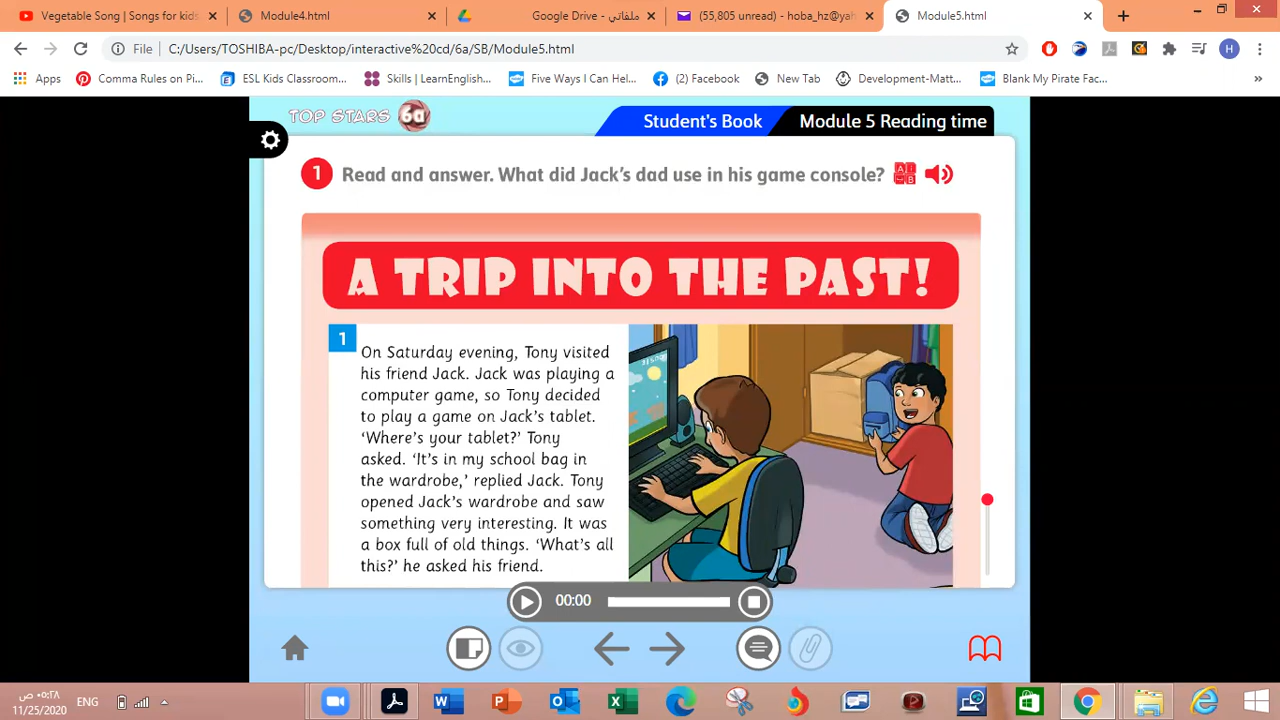 Vegetable Song | Songs for kids
Module4.html
Google Drive - ملفاتي
(55,805 unread) - hoba_hz@yah
Module5.html
File
C:/Users/TOSHIBA-pc/Desktop/interactive%20cd/6a/SB/Module5.html
H
Apps
Comma Rules on Pi...
ESL Kids Classroom...
Skills | LearnEnglish...
Five Ways I Can Hel...
(2) Facebook
New Tab
Development-Matt...
Blank My Pirate Fac...
TOP STARS 6a
Student's Book
Module 5 Reading time
1 Read and answer. What did Jack's dad use in his game console?
A TRIP INTO THE PAST!
1
On Saturday evening, Tony visited
his friend Jack. Jack was playing a
computer game, so Tony decided
to play a game on Jack's tablet.
'Where's your tablet?' Tony
asked. 'It's in my school bag in
the wardrobe,' replied Jack. Tony
opened Jack's wardrobe and saw
something very interesting. It was
a box full of old things. 'What's all
this?' he asked his friend.
00:00
٠٥:٢٨ ص
11/25/2020
ENG